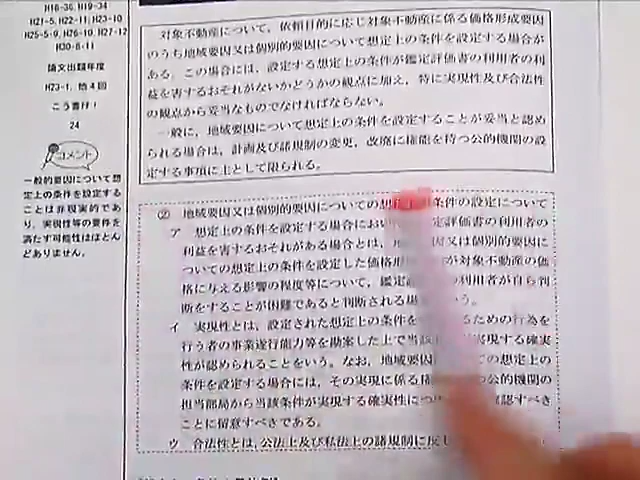 H16-36, H19-34
H21-5, H22-11, H23-10
H25-5・9, H26-10, H27-12
H30-8・11
論文出題年度
H23-1, 他4回
こう書け!
24
コメント
一般的要因について想
定上の条件を設定する
ことは非現実的であ
り、実現性等の要件を
満たす可能性はほとん
どありません。
対象不動産について、依頼目的に応じ対象不動産に係る価格形成要因
のうち地域要因又は個別的要因について想定上の条件を設定する場合が
ある。この場合には、設定する想定上の条件が鑑定評価書の利用者の利
益を害するおそれがないかどうかの観点に加え、特に実現性及び合法性
の観点から妥当なものでなければならない。
一般に、地域要因について想定上の条件を設定することが妥当と認め
られる場合は、計画及び諸規制の変更、改廃に権能を持つ公的機関の設
定する事項に主として限られる。
② 地域要因又は個別的要因についての想 条件の設定について
ア 想定上の条件を設定する場合にお 定評価書の利用者の
利益を害するおそれがある場合とは、地 又は個別的要因に
ついての想定上の条件を設定した価格形 が対象不動産の価
格に与える影響の程度等について、鑑定 利用者が自ら判
断をすることが困難であると判断される場 う。
イ 実現性とは、設定された想定上の条件を るための行為を
行う者の事業遂行能力等を勘案した上で当該 実現する確実
性が認められることをいう。なお、地域要因 の想定上の
条件を設定する場合には、その実現に係る権 公的機関の
担当部局から当該条件が実現する確実性に 認すべき
ことに留意すべきである。
ウ 合法性とは、公法上及び私法上の諸規制に反し